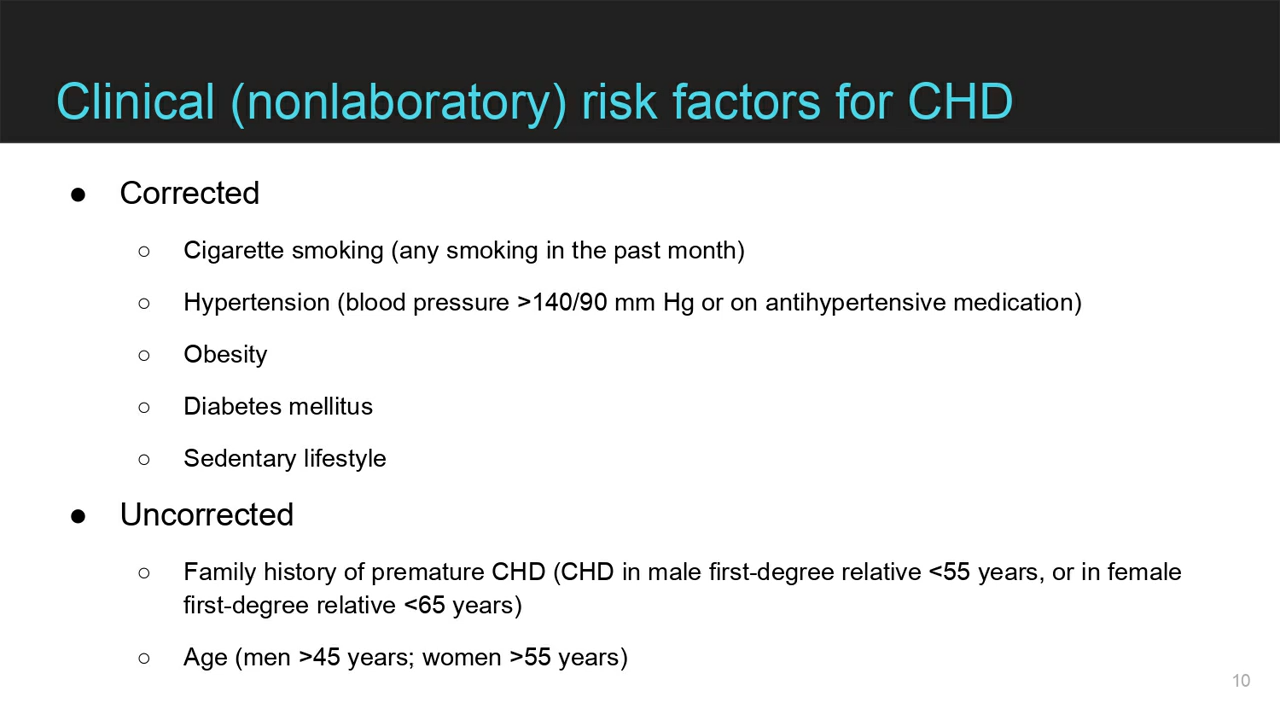 Clinical (nonlaboratory) risk factors for CHD
● Corrected
○ Cigarette smoking (any smoking in the past month)
○ Hypertension (blood pressure >140/90 mm Hg or on antihypertensive medication)
○ Obesity
○ Diabetes mellitus
○ Sedentary lifestyle
● Uncorrected
○ Family history of premature CHD (CHD in male first-degree relative <55 years, or in female
first-degree relative <65 years)
○ Age (men >45 years; women >55 years)
10